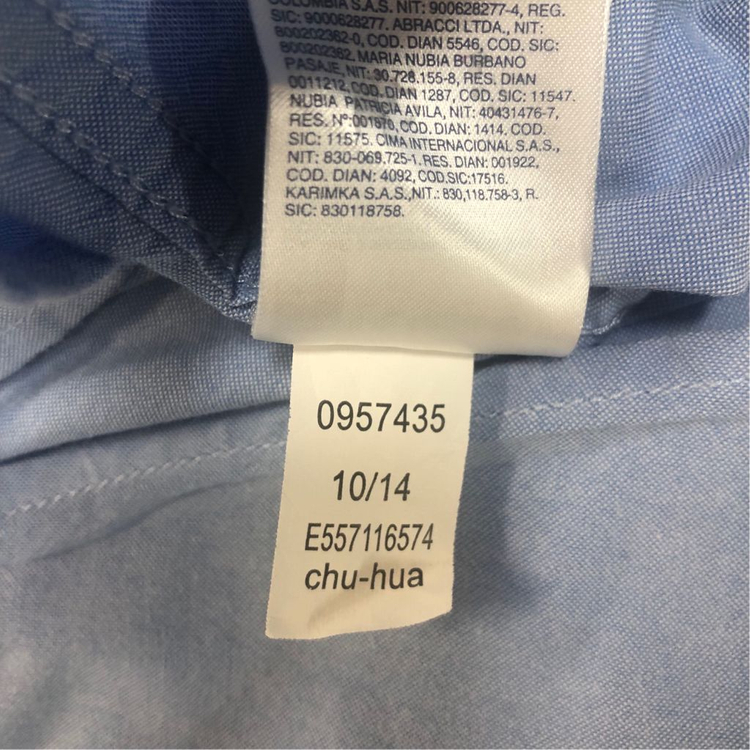 COLOMBIA S.A.S. NIT: 900628277-4, REG.
SIC: 9000628277. ABRACCI LTDA., NIT:
800202362-0, COD. DIAN 5546, COD. SIC:
800202362. MARIA NUBIA BURBANO
PASAJE, NIT: 30.728.155-8, RES. DIAN
0011212, COD. DIAN 1287, COD. SIC: 11547.
NUBIA PATRICIA AVILA, NIT: 40431476-7,
RES. Nº:001870, COD. DIAN: 1414. COD.
SIC: 11575. CIMA INTERNACIONAL S.A.S.,
NIT: 830-069.725-1. RES. DIAN: 001922,
COD. DIAN: 4092, COD.SIC:17516.
KARIMKA S.A.S.,NIT.: 830,118.758-3, R.
SIC: 830118758.
0957435
10/14
E557116574
chu-hua